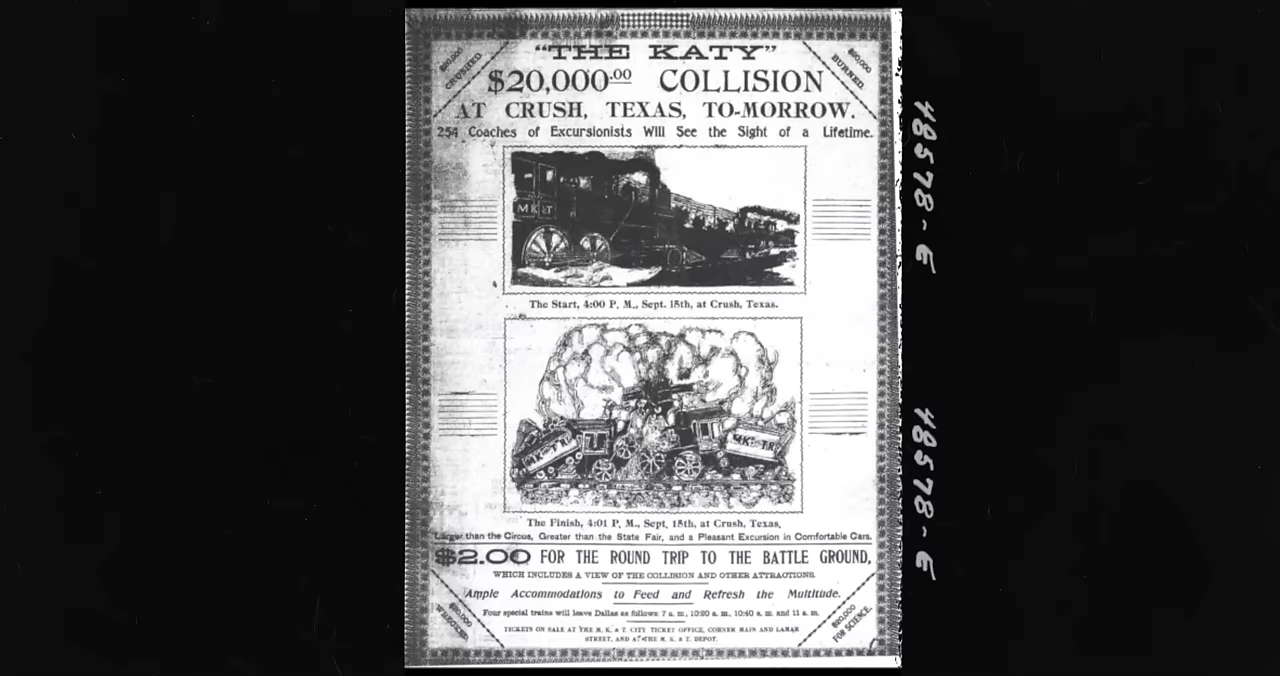 "THE KATY"
$20,000.00 COLLISION
AT CRUSH, TEXAS, TO-MORROW.
254 Coaches of Excursionists Will See the Sight of a Lifetime.
$20,000
CRUSHED
$20,000
BURNED
MK&T
The Start, 4:00 P. M., Sept. 15th, at Crush, Texas.
MK
The Finish, 4:01 P. M., Sept. 15th, at Crush, Texas.
Larger than the Circus, Greater than the State Fair, and a Pleasant Excursion in Comfortable Cars.
$2.00 FOR THE ROUND TRIP TO THE BATTLE GROUND,
WHICH INCLUDES A VIEW OF THE COLLISION AND OTHER ATTRACTIONS.
Ample Accommodations to Feed and Refresh the Multitude.
Four special trains will leave Dallas as follows: 7 a. m., 10:20 a. m., 10:40 a. m. and 11 a. m.
TICKETS ON SALE AT THE M. K. & T. CITY TICKET OFFICE, CORNER MAIN AND LAMAR
STREET, AND AT THE M. K. & T. DEPOT.
$20,000
WRECKED
$20,000
FOR SCIENCE.
48578-E
48578-E